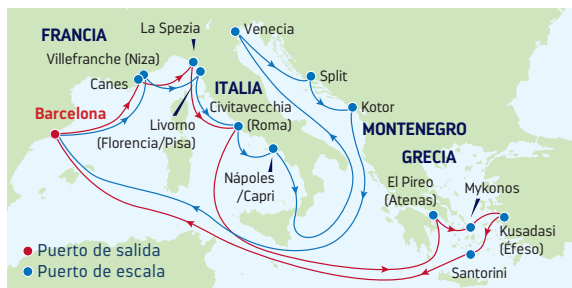 La Spezia
Venecia
FRANCIA
Villefranche (Niza)
Canes
Split
ITALIA
Civitavecchia
(Roma)
Kotor
Barcelona
Livorno
(Florencia/Pisa)
MONTENEGRO
GRECIA
Nápoles
/Capri
El Pireo
(Atenas)
Mykonos
Kusadasi
(Éfeso)
Santorini
Puerto de salida
Puerto de escala